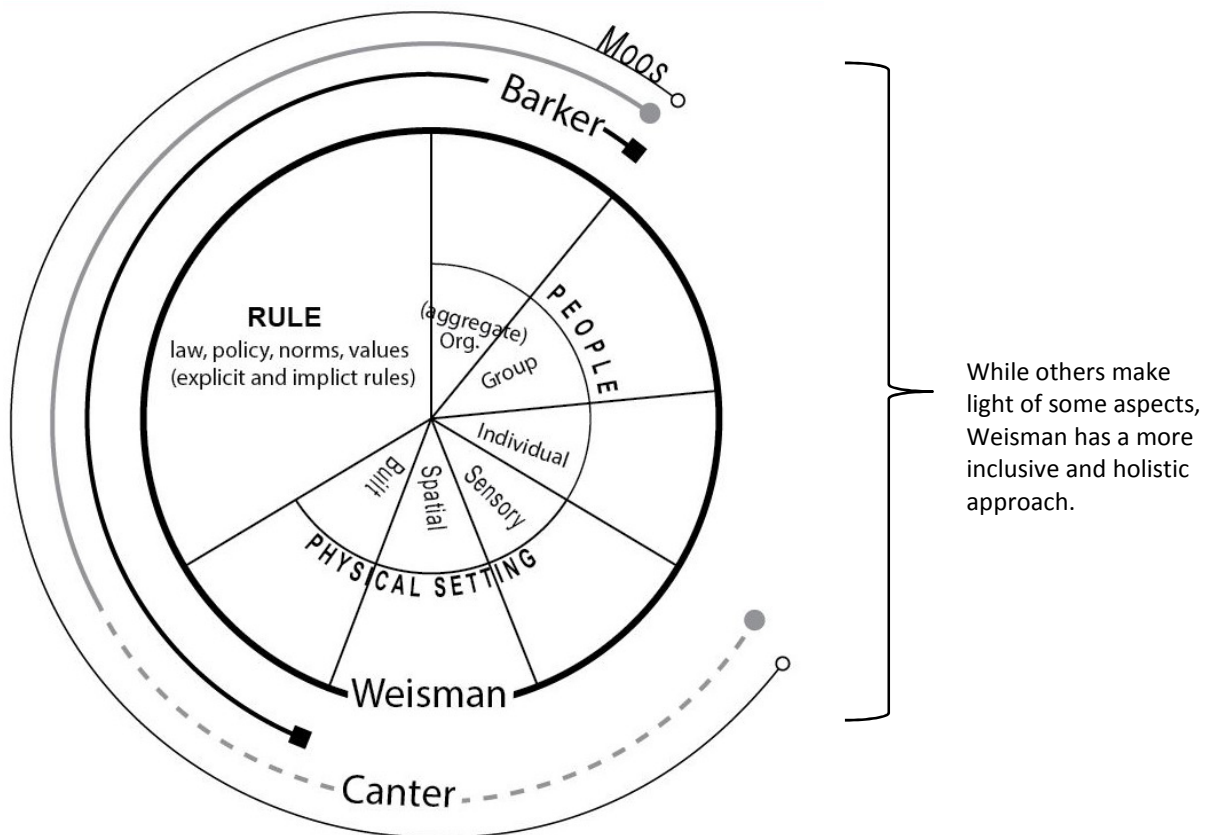 Moos
Barker
RULE
law, policy, norms, values
(explicit and implict rules)
(aggregate)
Org.
Group
PEOPLE
Individual
Sensory
Spatial
Built
PHYSICAL SETTING
Weisman
Canter
While others make
light of some aspects,
Weisman has a more
inclusive and holistic
approach.